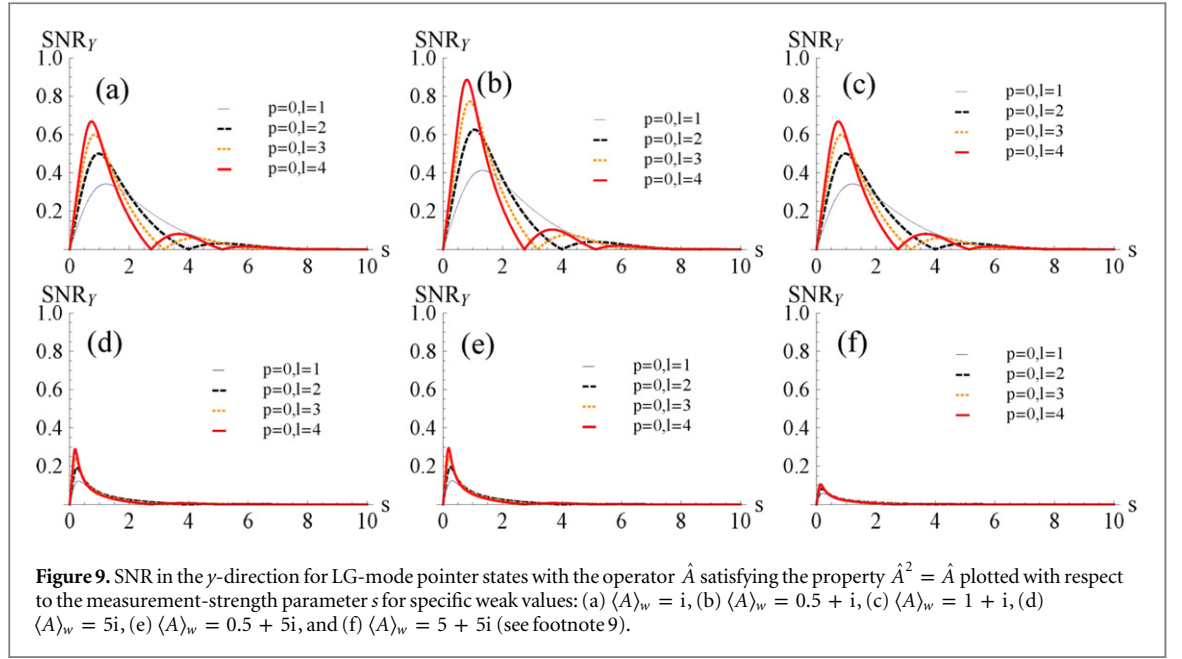 SNR_Y
1.0
0.8
0.6
0.4
0.2
0 2 4 6 8 10 s
(a)
p=0,l=1
p=0,l=2
p=0,l=3
p=0,l=4
SNR_Y
1.0
0.8
0.6
0.4
0.2
0 2 4 6 8 10 s
(b)
p=0,l=1
p=0,l=2
p=0,l=3
p=0,l=4
SNR_Y
1.0
0.8
0.6
0.4
0.2
0 2 4 6 8 10 s
(c)
p=0,l=1
p=0,l=2
p=0,l=3
p=0,l=4
SNR_Y
1.0
0.8
0.6
0.4
0.2
0 2 4 6 8 10 s
(d)
p=0,l=1
p=0,l=2
p=0,l=3
p=0,l=4
SNR_Y
1.0
0.8
0.6
0.4
0.2
0 2 4 6 8 10 s
(e)
p=0,l=1
p=0,l=2
p=0,l=3
p=0,l=4
SNR_Y
1.0
0.8
0.6
0.4
0.2
0 2 4 6 8 10 s
(f)
p=0,l=1
p=0,l=2
p=0,l=3
p=0,l=4
Figure 9. SNR in the y-direction for LG-mode pointer states with the operator Â satisfying the property Â² = Â plotted with respect
to the measurement-strength parameter s for specific weak values: (a) ⟨A⟩_w = i, (b) ⟨A⟩_w = 0.5 + i, (c) ⟨A⟩_w = 1 + i, (d)
⟨A⟩_w = 5i, (e) ⟨A⟩_w = 0.5 + 5i, and (f) ⟨A⟩_w = 5 + 5i (see footnote 9).